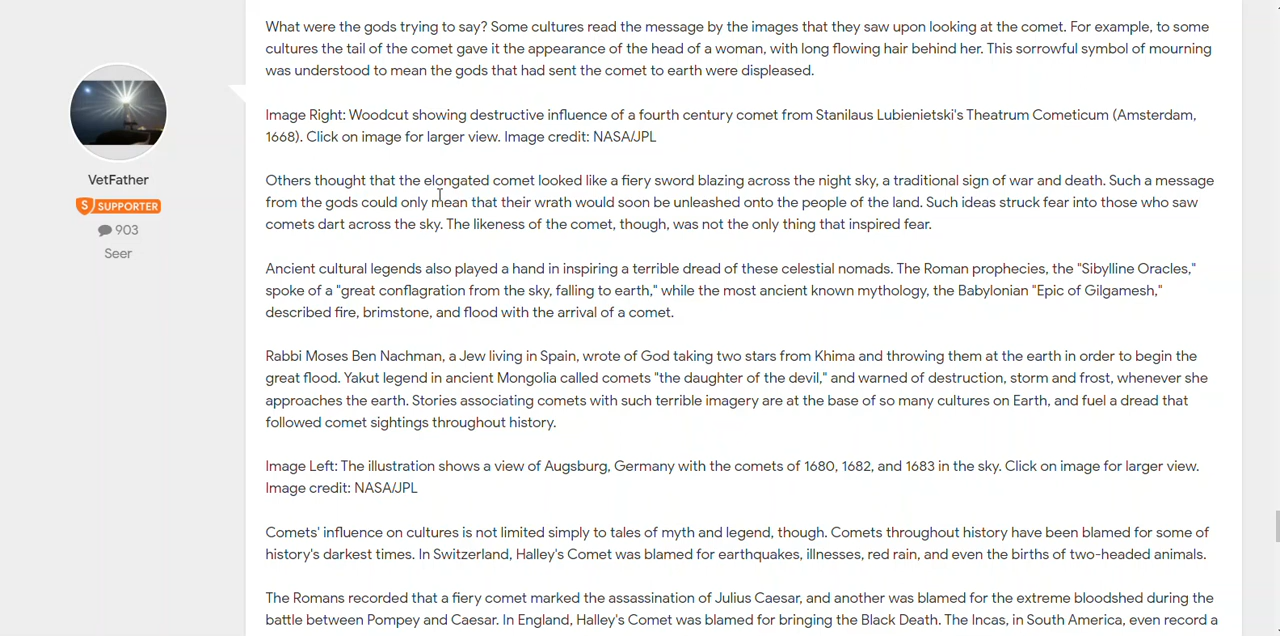 What were the gods trying to say? Some cultures read the message by the images that they saw upon looking at the comet. For example, to some
cultures the tail of the comet gave it the appearance of the head of a woman, with long flowing hair behind her. This sorrowful symbol of mourning
was understood to mean the gods that had sent the comet to earth were displeased.
Image Right: Woodcut showing destructive influence of a fourth century comet from Stanilaus Lubienietski's Theatrum Cometicum (Amsterdam,
1668). Click on image for larger view. Image credit: NASA/JPL
VetFather
S SUPPORTER
903
Seer
Others thought that the elongated comet looked like a fiery sword blazing across the night sky, a traditional sign of war and death. Such a message
from the gods could only mean that their wrath would soon be unleashed onto the people of the land. Such ideas struck fear into those who saw
comets dart across the sky. The likeness of the comet, though, was not the only thing that inspired fear.
Ancient cultural legends also played a hand in inspiring a terrible dread of these celestial nomads. The Roman prophecies, the "Sibylline Oracles,"
spoke of a "great conflagration from the sky, falling to earth," while the most ancient known mythology, the Babylonian "Epic of Gilgamesh,"
described fire, brimstone, and flood with the arrival of a comet.
Rabbi Moses Ben Nachman, a Jew living in Spain, wrote of God taking two stars from Khima and throwing them at the earth in order to begin the
great flood. Yakut legend in ancient Mongolia called comets "the daughter of the devil," and warned of destruction, storm and frost, whenever she
approaches the earth. Stories associating comets with such terrible imagery are at the base of so many cultures on Earth, and fuel a dread that
followed comet sightings throughout history.
Image Left: The illustration shows a view of Augsburg, Germany with the comets of 1680, 1682, and 1683 in the sky. Click on image for larger view.
Image credit: NASA/JPL
Comets' influence on cultures is not limited simply to tales of myth and legend, though. Comets throughout history have been blamed for some of
history's darkest times. In Switzerland, Halley's Comet was blamed for earthquakes, illnesses, red rain, and even the births of two-headed animals.
The Romans recorded that a fiery comet marked the assassination of Julius Caesar, and another was blamed for the extreme bloodshed during the
battle between Pompey and Caesar. In England, Halley's Comet was blamed for bringing the Black Death. The Incas, in South America, even record a